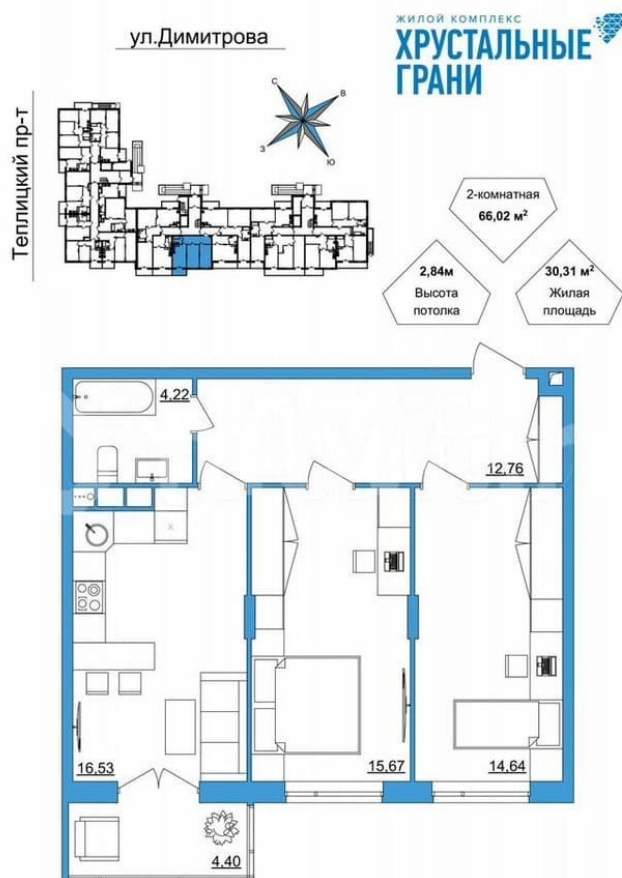 ЖИЛОЙ КОМПЛЕКС
ХРУСТАЛЬНЫЕ
ГРАНИ
ул.Димитрова
Теплицкий пр-т
С
В
З
Ю
2-комнатная
66,02 м²
2,84м
Высота
потолка
30,31 м²
Жилая
площадь
4,22
12,76
X
16,53
15,67
14,64
4,40